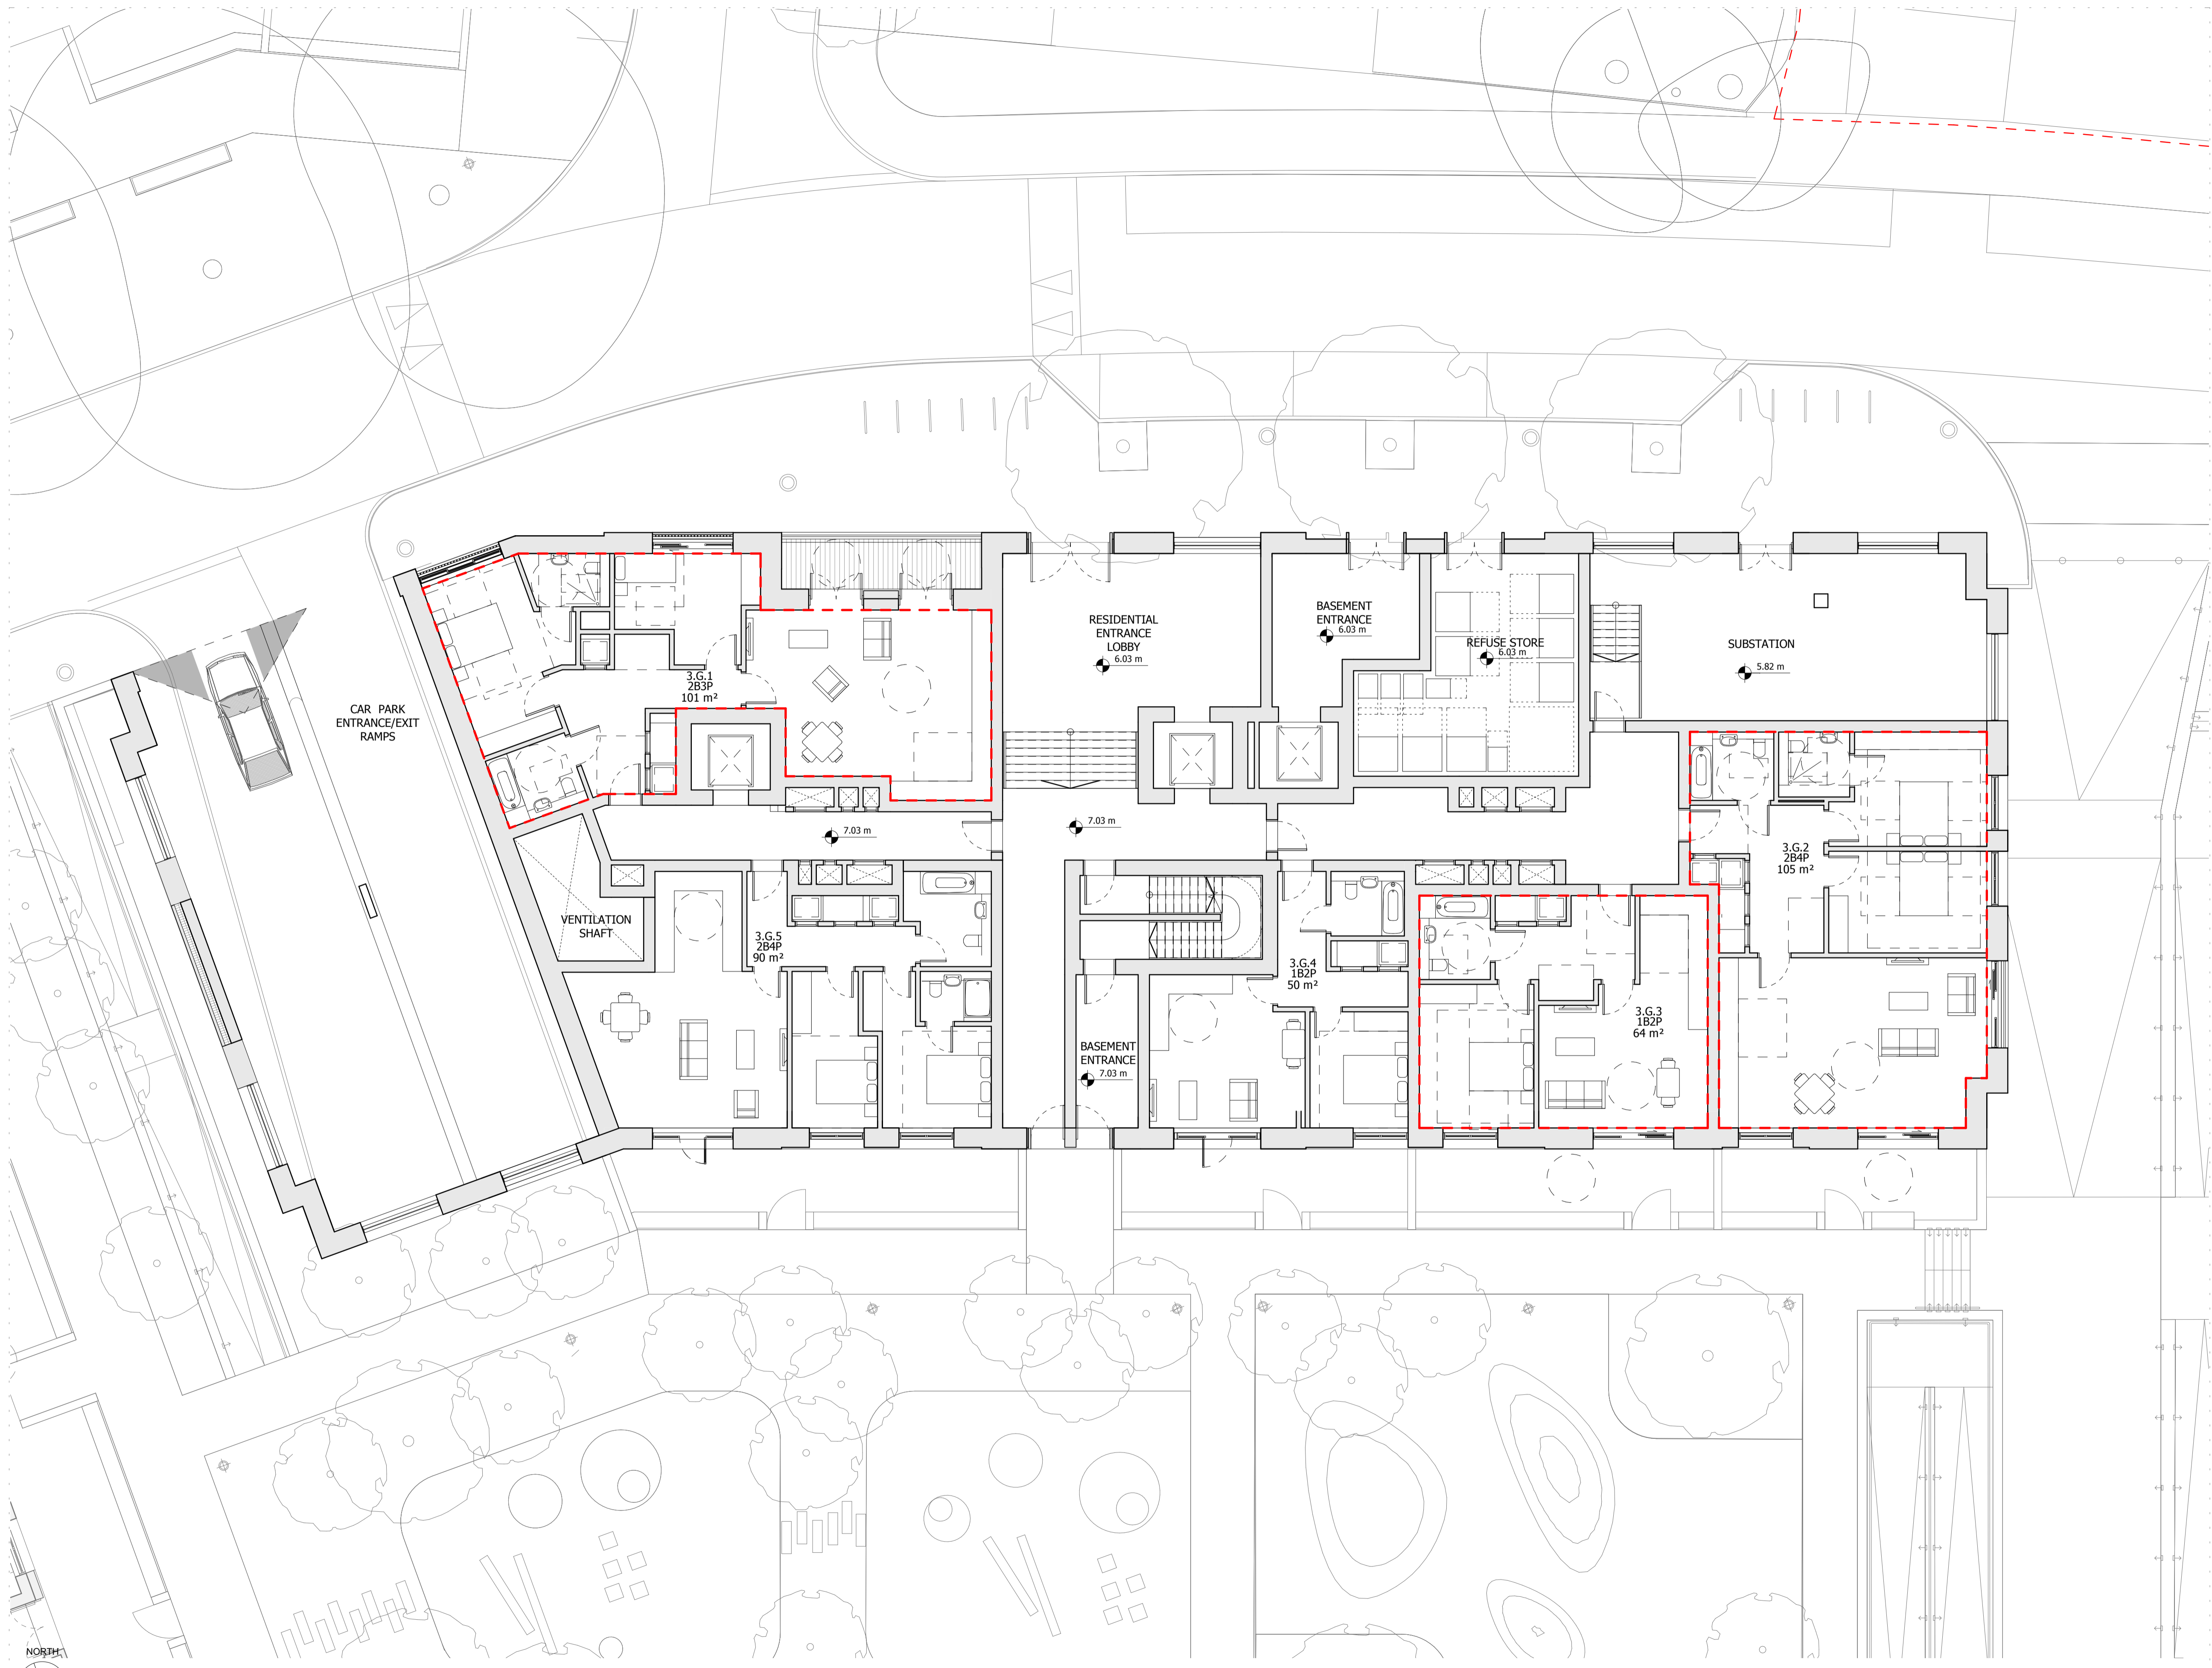 RESIDENTIAL
ENTRANCE
LOBBY
6.03 m
BASEMENT
ENTRANCE
6.03 m
REFUSE STORE
6.03 m
SUBSTATION
5.82 m
3.G.1
2B3P
101 m²
CAR PARK
ENTRANCE/EXIT
RAMPS
7.03 m
7.03 m
3.G.2
2B4P
105 m²
VENTILATION
SHAFT
3.G.5
2B4P
90 m²
3.G.4
1B2P
50 m²
3.G.3
1B2P
64 m²
BASEMENT
ENTRANCE
7.03 m
NORTH